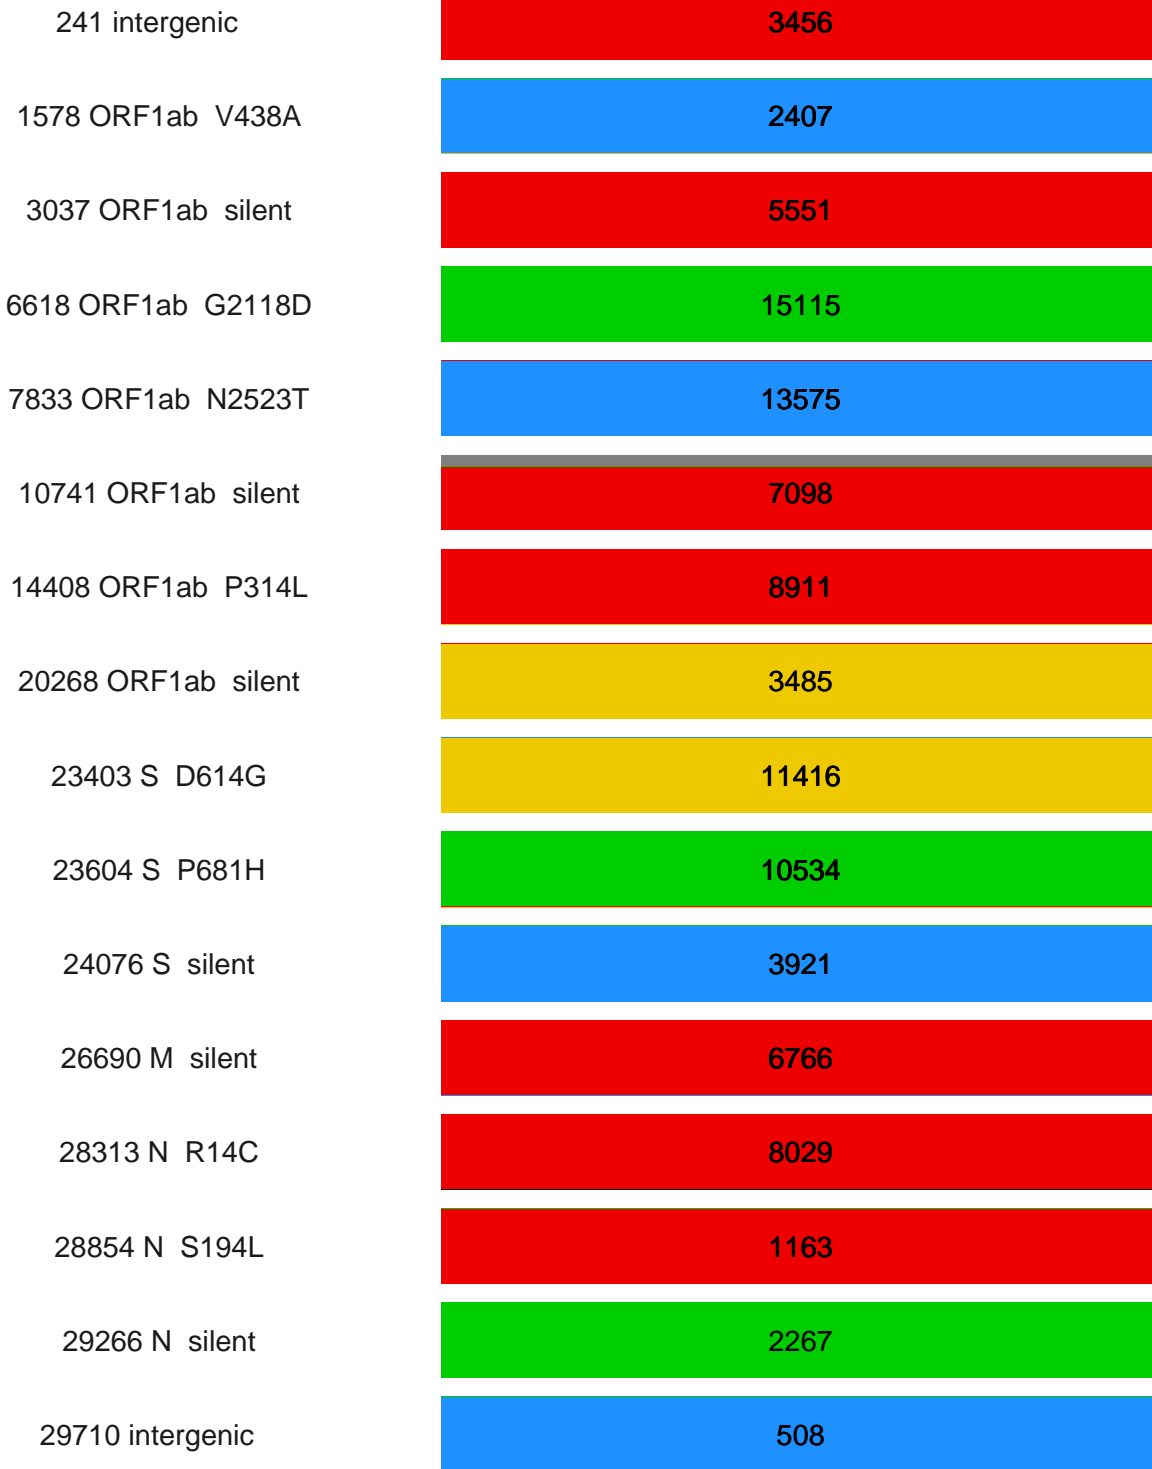 241 intergenic 3456
1578 ORF1ab V438A 2407
3037 ORF1ab silent 5551
6618 ORF1ab G2118D 15115
7833 ORF1ab N2523T 13575
10741 ORF1ab silent 7098
14408 ORF1ab P314L 8911
20268 ORF1ab silent 3485
23403 S D614G 11416
23604 S P681H 10534
24076 S silent 3921
26690 M silent 6766
28313 N R14C 8029
28854 N S194L 1163
29266 N silent 2267
29710 intergenic 508